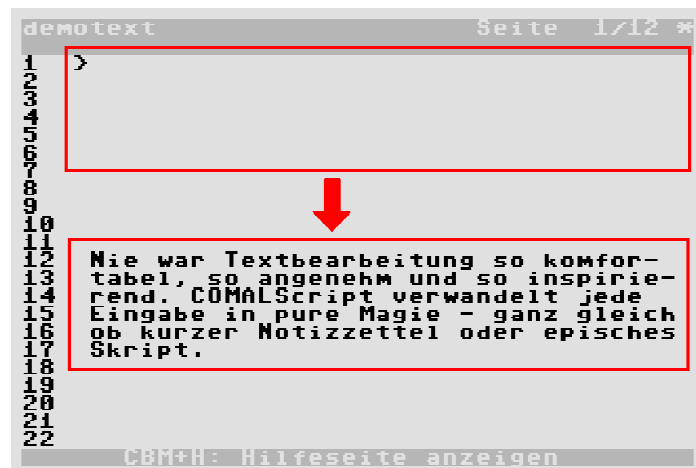 demotext Seite 1/12 *
1 >
2
3
4
5
6
7
8
9
10
11
12 Nie war Textbearbeitung so komfor-
13 tabel, so angenehm und so inspirie-
14 rend. COMALScript verwandelt jede
15 Eingabe in pure Magie - ganz gleich
16 ob kurzer Notizzettel oder episches
17 Skript.
18
19
20
21
22
CBM+H: Hilfeseite anzeigen